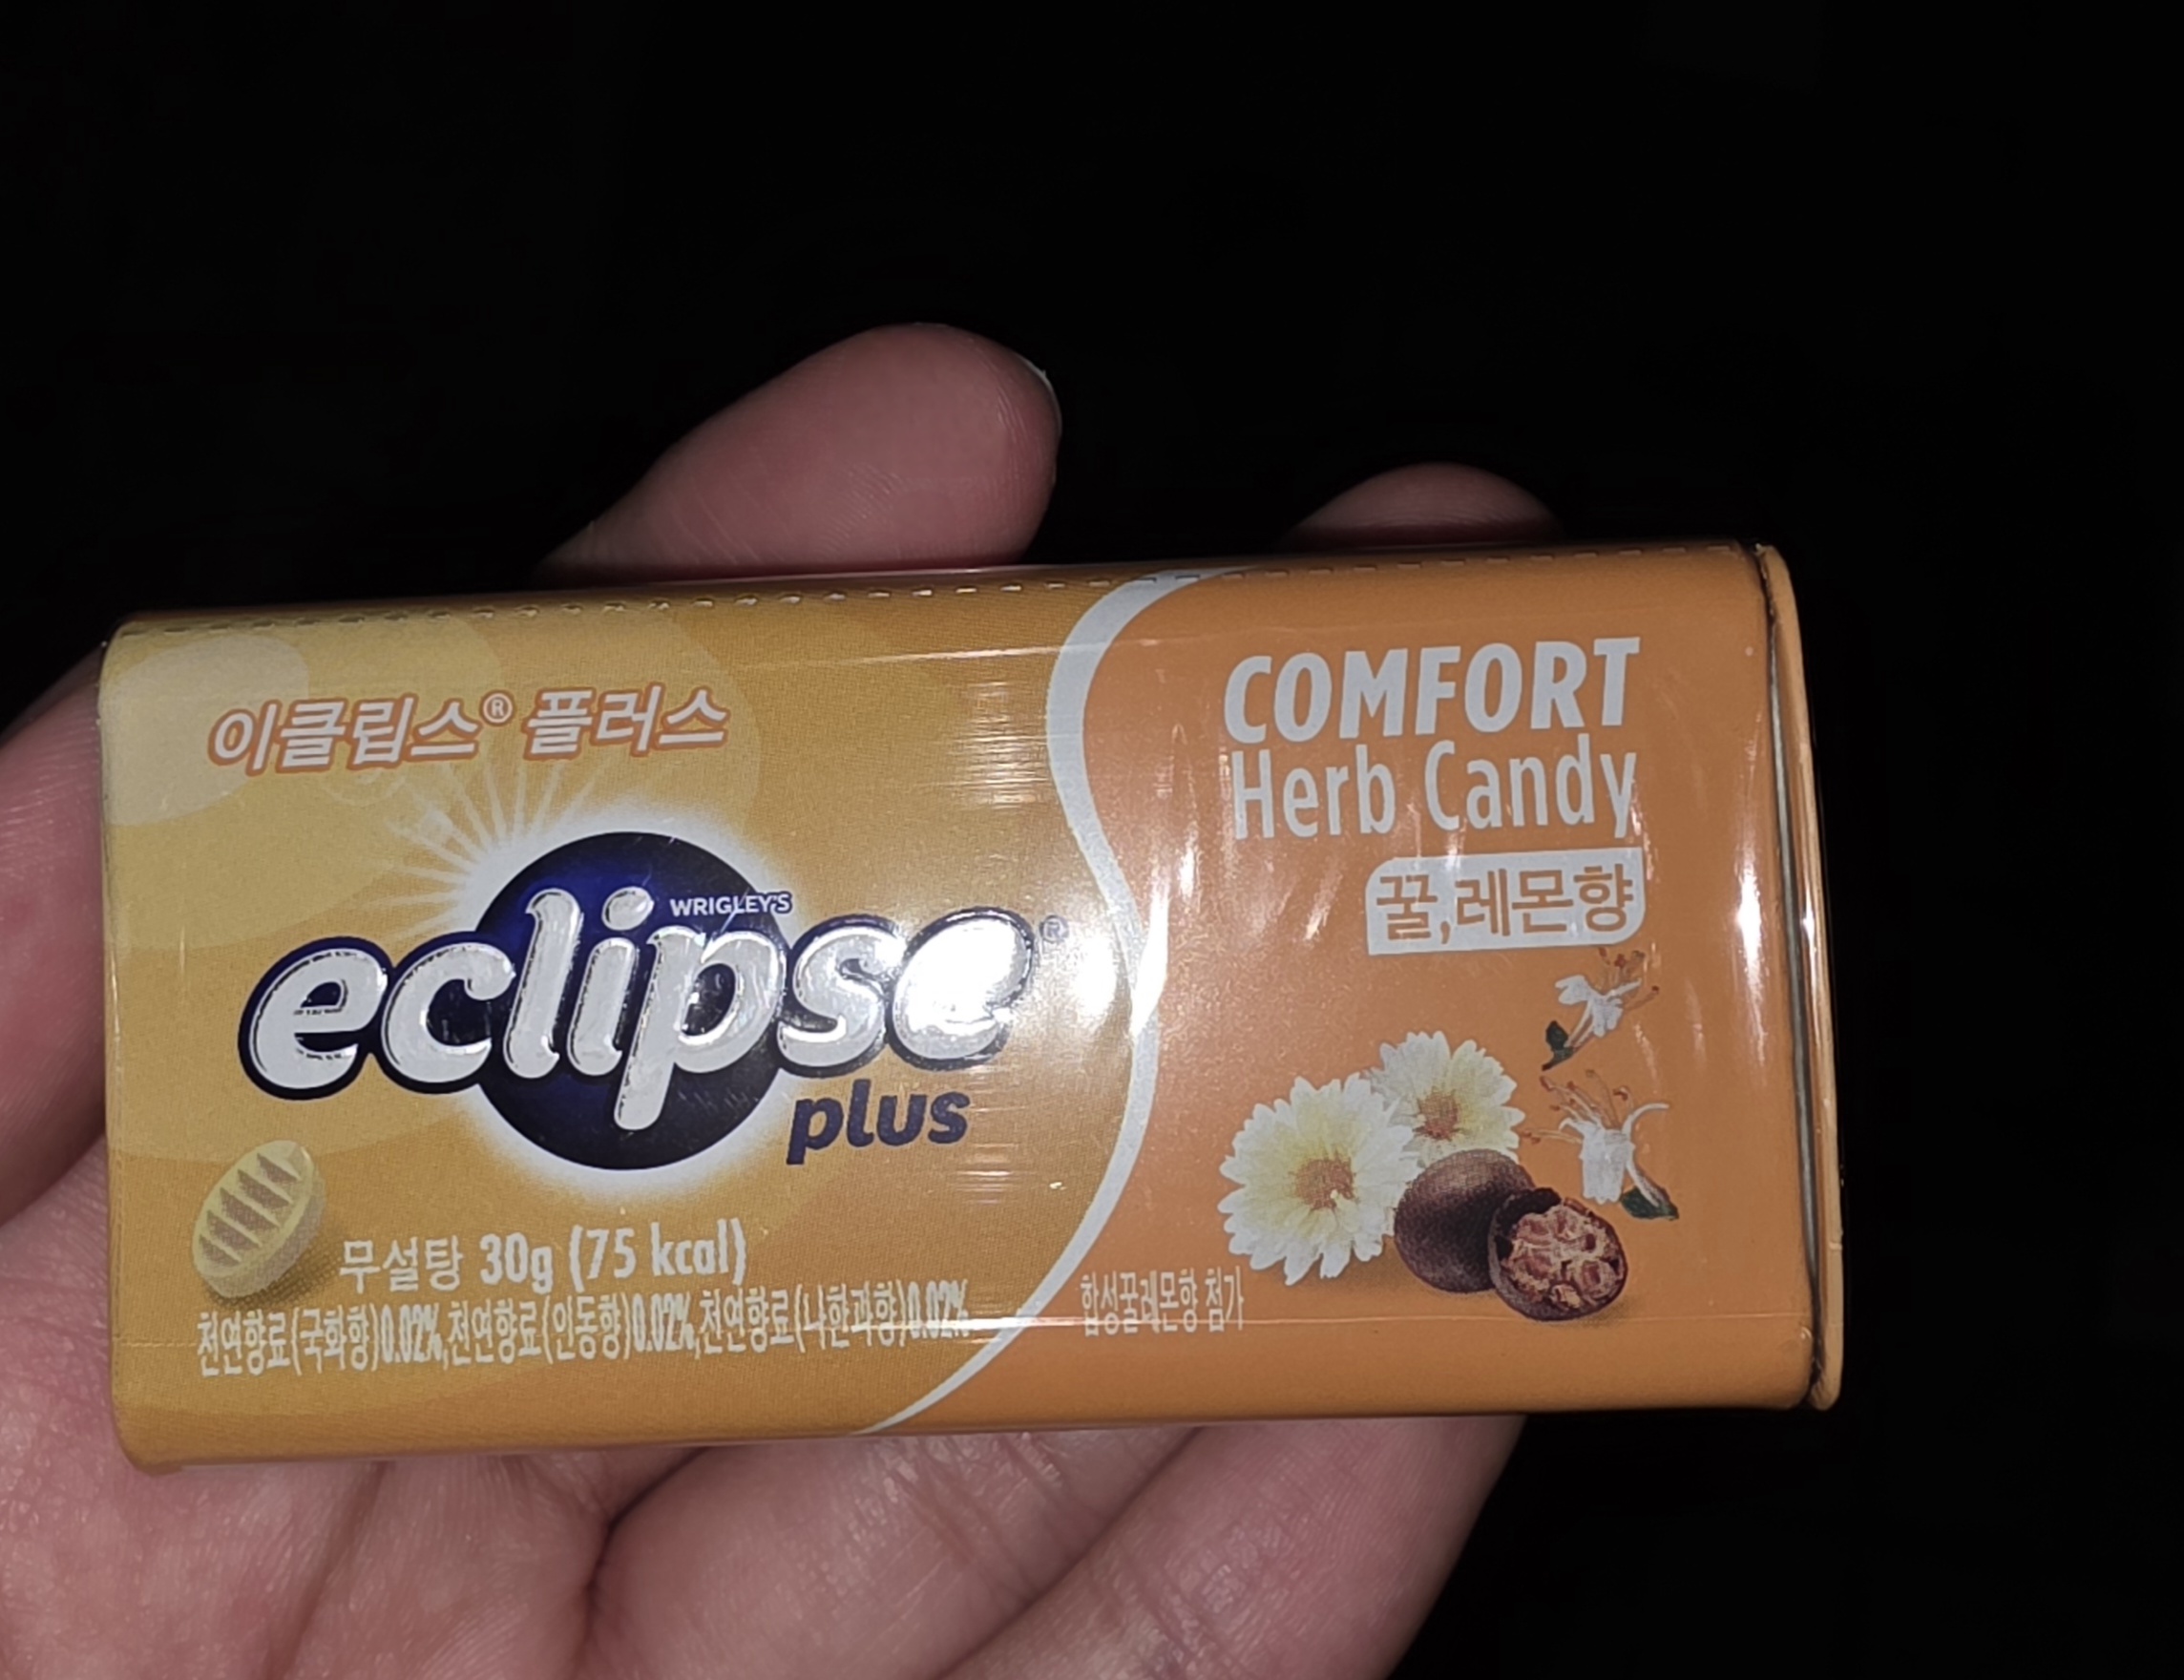 이클립스® 플러스
WRIGLEY'S
eclipse®
plus
무설탕 30g (75 kcal)
천연향료(국화향)0.02%,천연향료(인동향)0.02%,천연향료(나한과향)0.02%
COMFORT
Herb Candy
꿀,레몬향
합성꿀레몬향 첨가